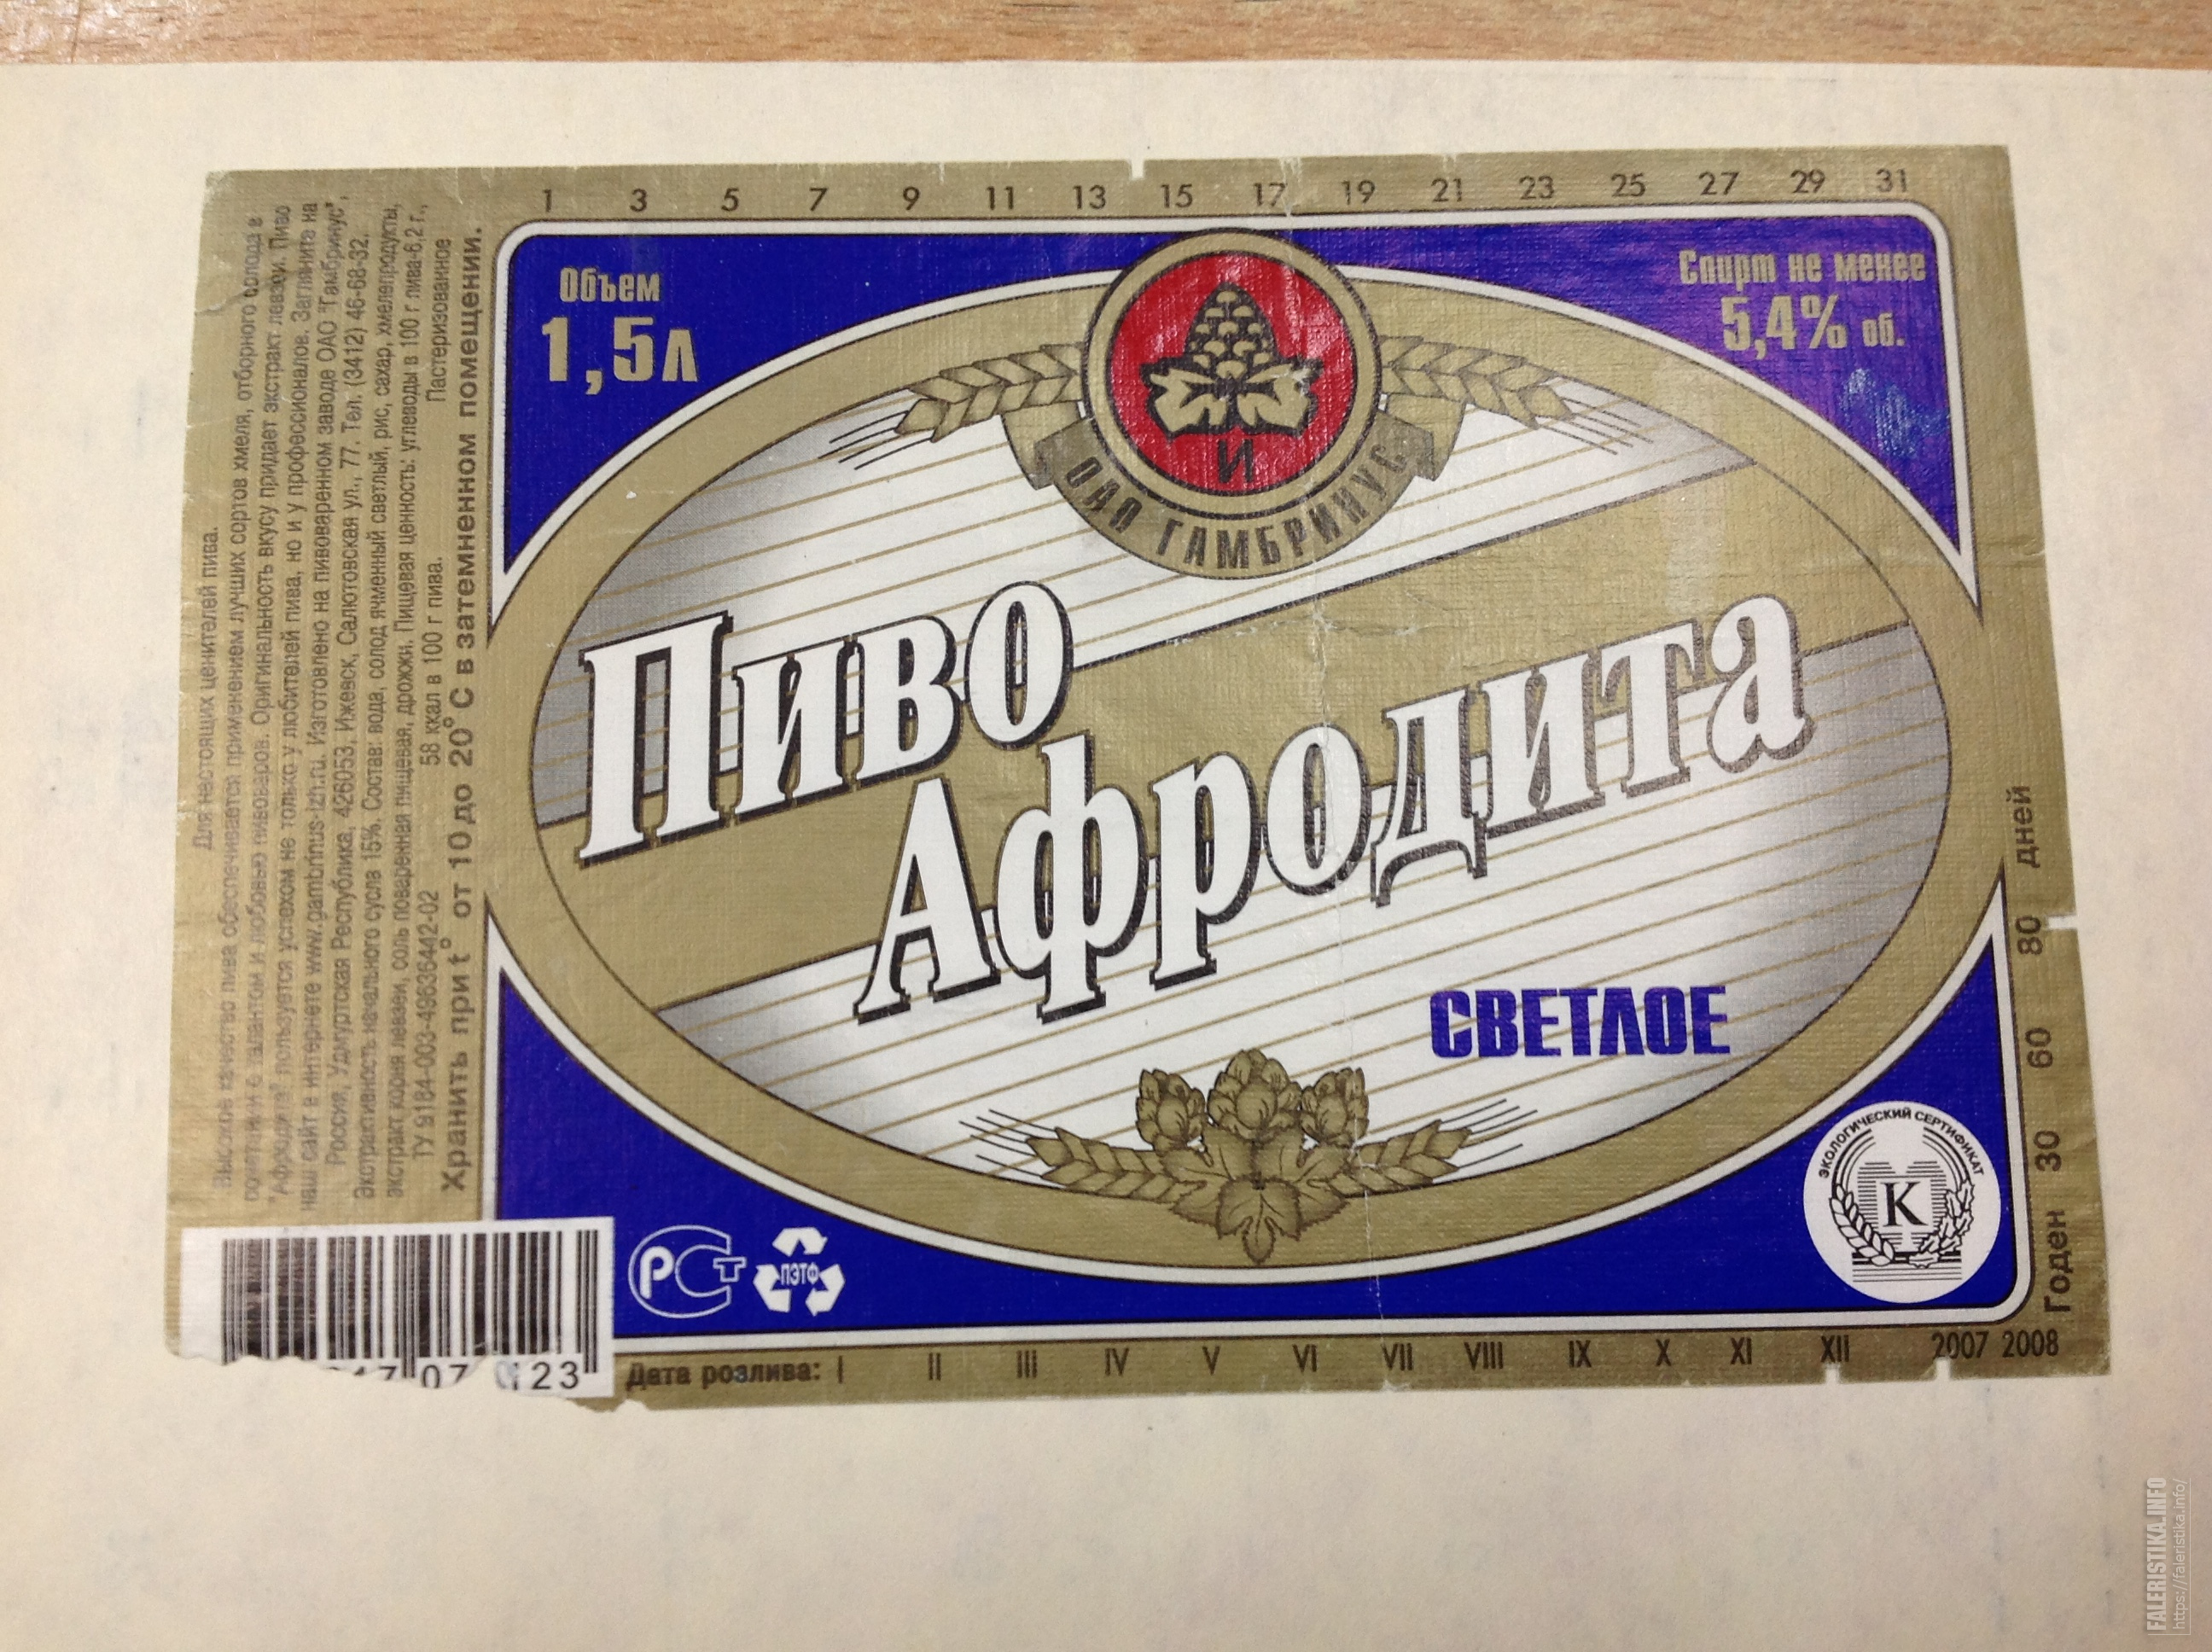 1 3 5 7 9 11 13 15 17 19 21 23 25 27 29 31
Объем
1,5л
Спирт не менее
5,4% об.
И
ОАО ГАМБРИНУС
Пиво
Афродита
СВЕТЛОЕ
ЭКОЛОГИЧЕСКИЙ СЕРТИФИКАТ
К
РСТ
ПЭТФ
Дата розлива: I II III IV V VI VII VIII IX X XI XII 2007 2008
Годен 30 60 80 дней
Для настоящих ценителей пива.
Высокое качество пива обеспечивается применением лучших сортов хмеля, отборного солода в
сочетании с талантом и любовью пивоваров. Оригинальность вкусу придает экстракт левзеи. Пиво
"Афродита" пользуется успехом не только у любителей пива, но и у профессионалов. Загляните на
наш сайт в интернете www.gambrinus-izh.ru. Изготовлено на пивоваренном заводе ОАО "Гамбринус",
Россия, Удмуртская Республика, 426053, Ижевск, Салютовская ул., 77. Тел. (3412) 46-68-32.
Экстрактивность начального сусла 15%. Состав: вода, солод ячменный светлый, рис, сахар, хмелепродукты,
экстракт корня левзеи, соль поваренная пищевая, дрожжи. Пищевая ценность: углеводы в 100 г пива-6,2 г.,
ТУ 9184-003-49636442-02 58 ккал в 100 г пива. Пастеризованное
Хранить при t° от 10 до 20°С в затемненном помещении.
07 123
FALERISTIKA.INFO
https://faleristika.info/